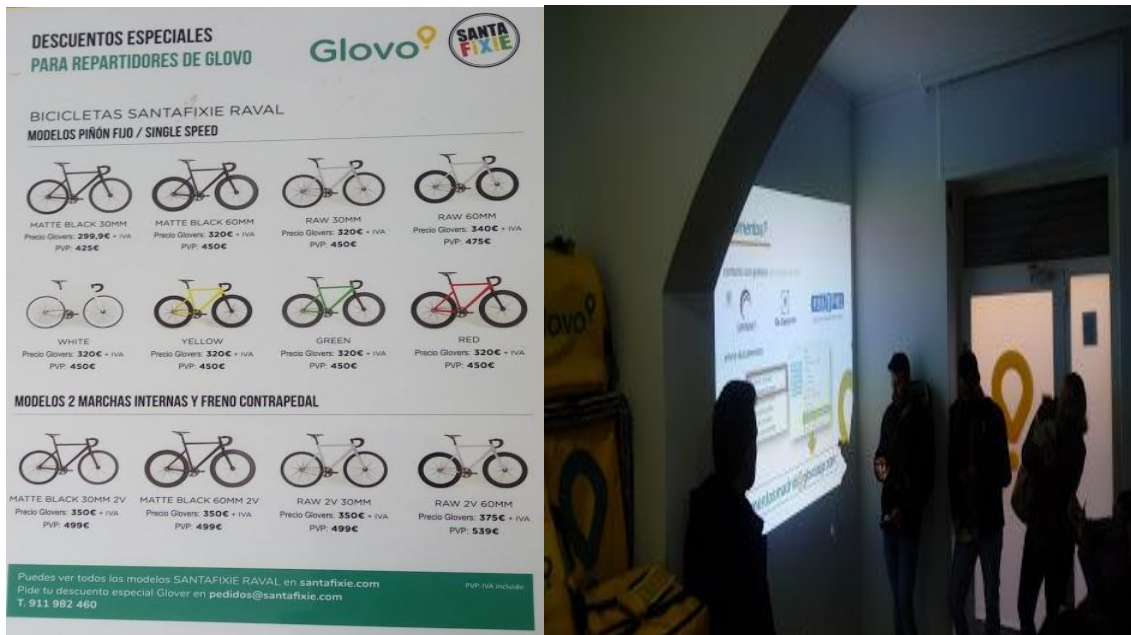 DESCUENTOS ESPECIALES
PARA REPARTIDORES DE GLOVO
Glovo
SANTA
FIXIE
BICICLETAS SANTAFIXIE RAVAL
MODELOS PIÑÓN FIJO / SINGLE SPEED
MATTE BLACK 30MM
Precio Glovers: 299,9€ + IVA
PVP: 425€
MATTE BLACK 60MM
Precio Glovers: 320€ + IVA
PVP: 450€
RAW 30MM
Precio Glovers: 320€ + IVA
PVP: 450€
RAW 60MM
Precio Glovers: 340€ + IVA
PVP: 475€
WHITE
Precio Glovers: 320€ + IVA
PVP: 450€
YELLOW
Precio Glovers: 320€ + IVA
PVP: 450€
GREEN
Precio Glovers: 320€ + IVA
PVP: 450€
RED
Precio Glovers: 320€ + IVA
PVP: 450€
MODELOS 2 MARCHAS INTERNAS Y FRENO CONTRAPEDAL
MATTE BLACK 30MM 2V
Precio Glovers: 350€ + IVA
PVP: 499€
MATTE BLACK 60MM 2V
Precio Glovers: 350€ + IVA
PVP: 499€
RAW 2V 30MM
Precio Glovers: 350€ + IVA
PVP: 499€
RAW 2V 60MM
Precio Glovers: 375€ + IVA
PVP: 539€
Puedes ver todos los modelos SANTAFIXIE RAVAL en santafixie.com
Pide tu descuento especial Glover en pedidos@santafixie.com
T. 911 982 460
PVP: IVA incluido
lovo